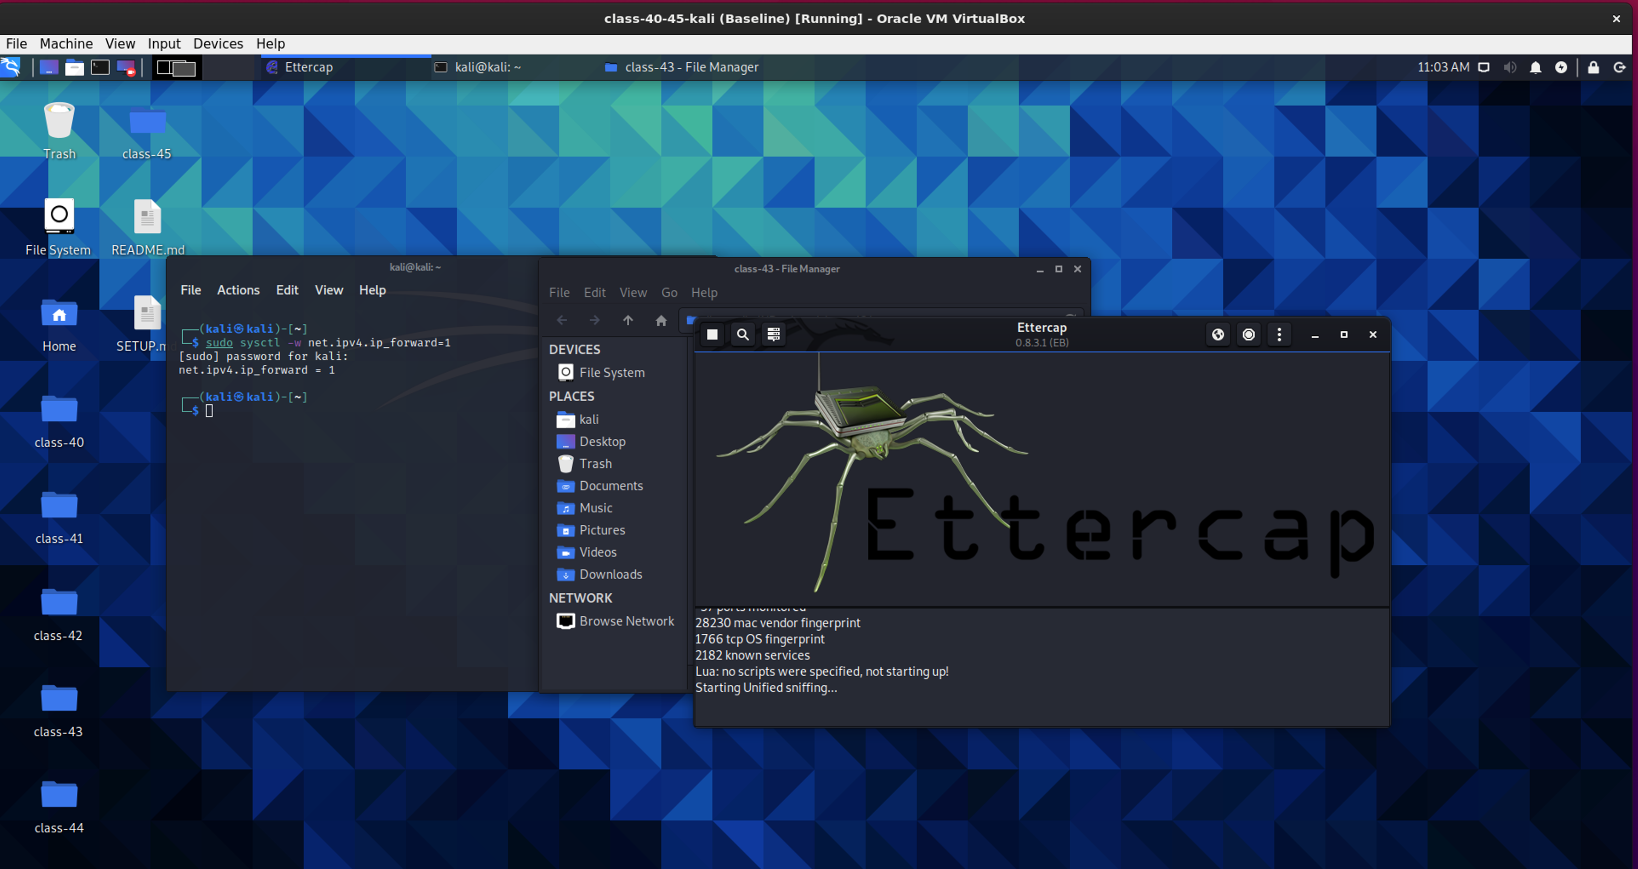 class-40-45-kali (Baseline) [Running] - Oracle VM VirtualBox
File Machine View Input Devices Help
Ettercap
kali@kali: ~
class-43 - File Manager
11:03 AM
Trash
class-45
File System
README.md
Home
SETUP.m
class-40
class-41
class-42
class-43
class-44
kali@kali: ~
File Actions Edit View Help
┌──(kali㉿kali)-[~]
└─$ sudo sysctl -w net.ipv4.ip_forward=1
[sudo] password for kali:
net.ipv4.ip_forward = 1
┌──(kali㉿kali)-[~]
└─$
class-43 - File Manager
File Edit View Go Help
DEVICES
File System
PLACES
kali
Desktop
Trash
Documents
Music
Pictures
Videos
Downloads
NETWORK
Browse Network
Ettercap
0.8.3.1 (EB)
Ettercap
57 ports monitored
28230 mac vendor fingerprint
1766 tcp OS fingerprint
2182 known services
Lua: no scripts were specified, not starting up!
Starting Unified sniffing...